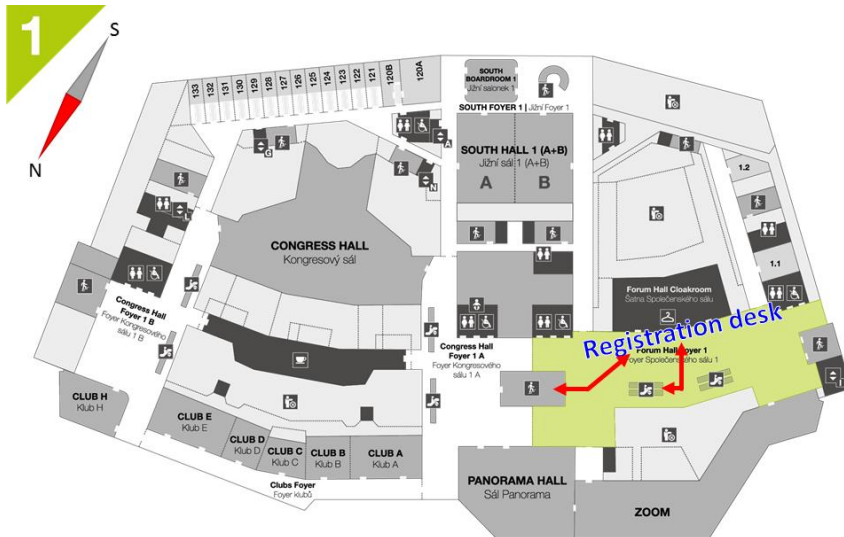 1
S
N
133
132
131
130
129
128
127
126
125
124
123
122
121
120B
120A
SOUTH
BOARDROOM 1
Jižní salonek 1
SOUTH FOYER 1 | Jižní Foyer 1
SOUTH HALL 1 (A+B)
Jižní sál 1 (A+B)
A
B
G
A
N
L
1.2
1.1
CONGRESS HALL
Kongresový sál
Congress Hall
Foyer 1 B
Foyer Kongresového
sálu 1 B
Forum Hall Cloakroom
Šatna Společenského sálu
Registration desk
Congress Hall
Foyer 1 A
Foyer Kongresového
sálu 1 A
Forum Hall Foyer 1
Foyer Společenského sálu 1
I
CLUB H
Klub H
CLUB E
Klub E
CLUB D
Klub D
CLUB C
Klub C
CLUB B
Klub B
CLUB A
Klub A
Clubs Foyer
Foyer klubů
PANORAMA HALL
Sál Panorama
ZOOM